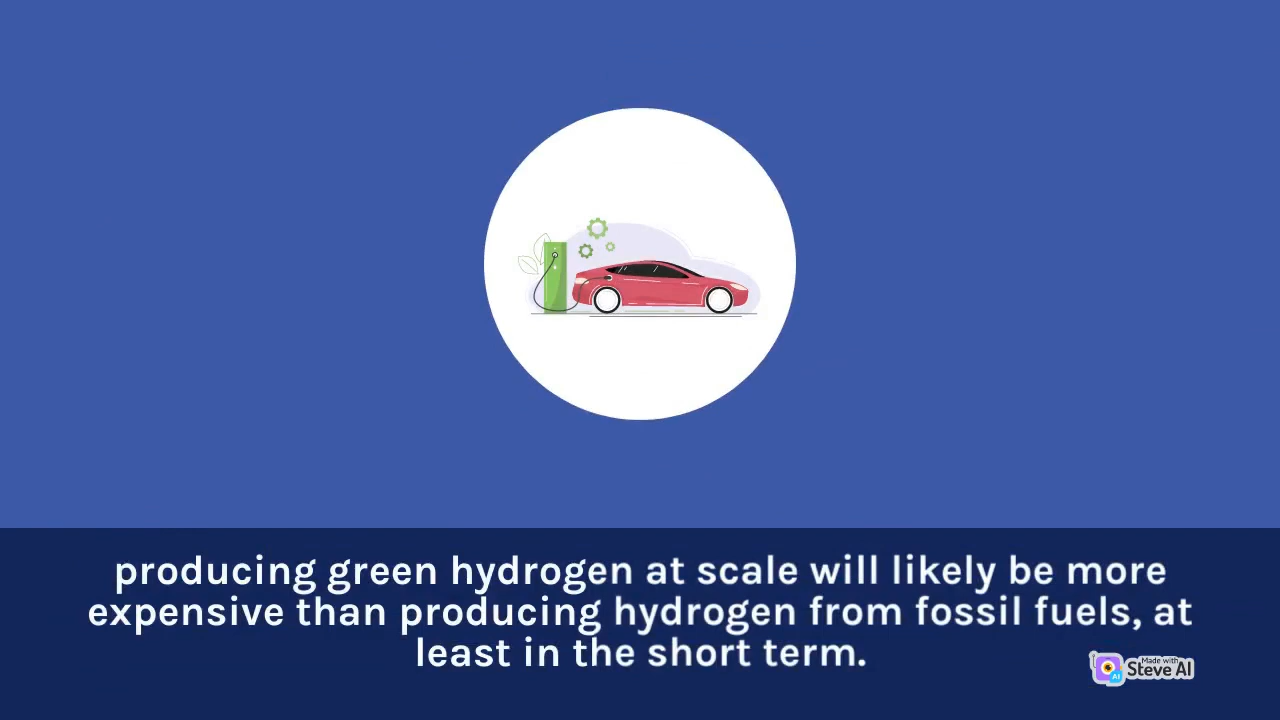 producing green hydrogen at scale will likely be more
expensive than producing hydrogen from fossil fuels, at
least in the short term.
Made with
Steve AI
AI